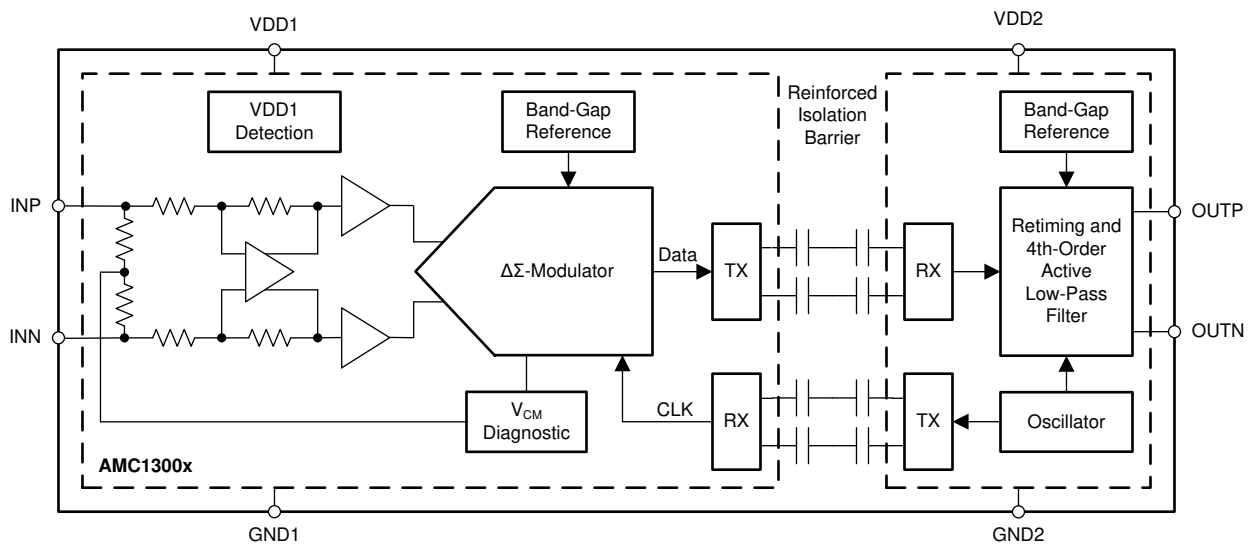 VDD1
VDD2
VDD1
Detection
Band-Gap
Reference
Reinforced
Isolation
Barrier
Band-Gap
Reference
INP
INN
ΔΣ-Modulator
Data
TX
RX
Retiming and
4th-Order
Active
Low-Pass
Filter
OUTP
OUTN
VCM
Diagnostic
CLK
RX
TX
Oscillator
AMC1300x
GND1
GND2